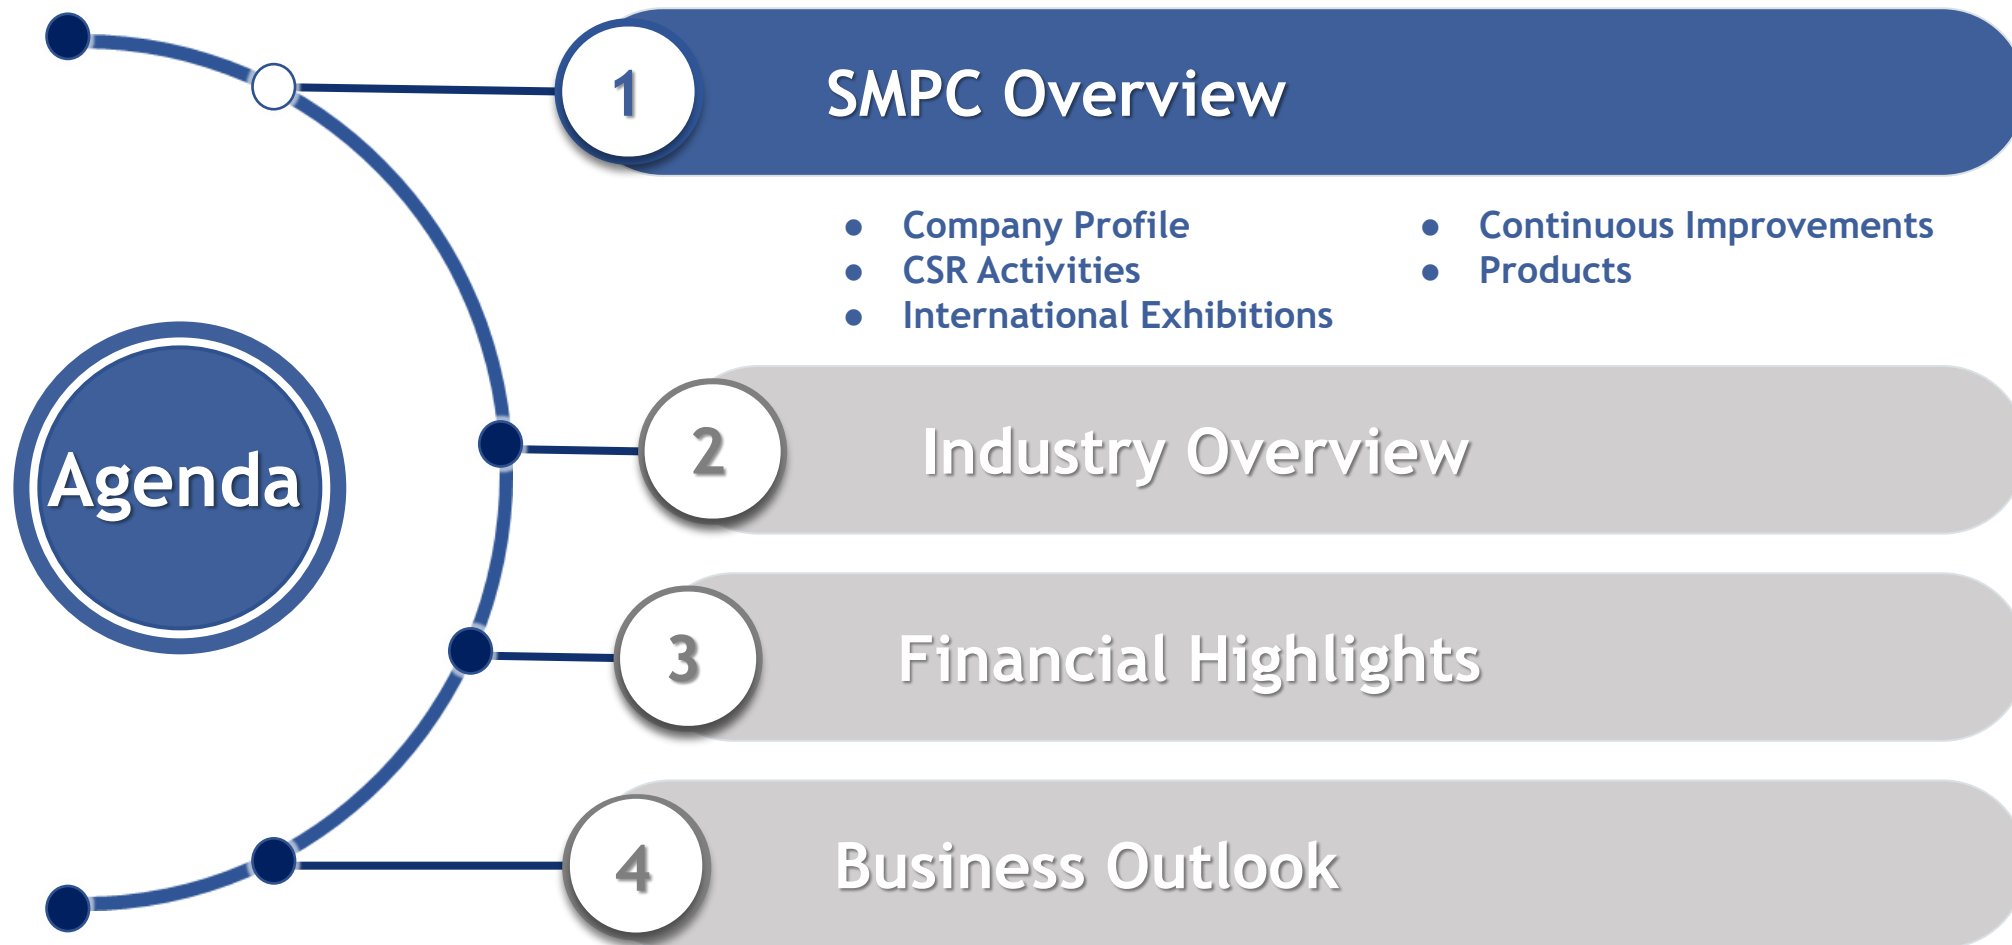 Agenda
1
SMPC Overview
● Company Profile
● CSR Activities
● International Exhibitions
● Continuous Improvements
● Products
2
Industry Overview
3
Financial Highlights
4
Business Outlook